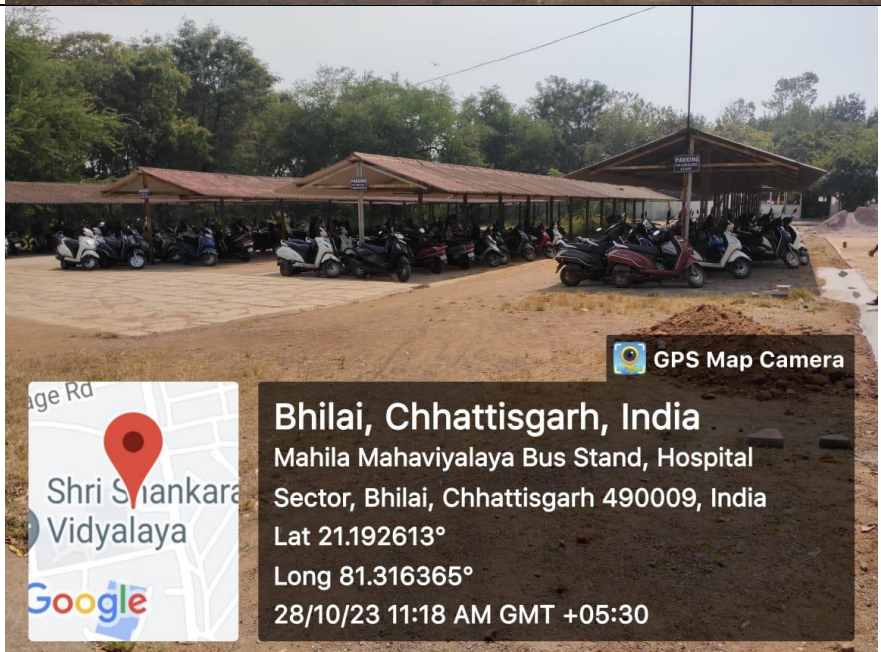 PARKING
PARKING
GPS Map Camera
Bhilai, Chhattisgarh, India
Mahila Mahaviyalaya Bus Stand, Hospital
Sector, Bhilai, Chhattisgarh 490009, India
Lat 21.192613°
Long 81.316365°
28/10/23 11:18 AM GMT +05:30
age Rd
Shri Shankara
Vidyalaya
Google